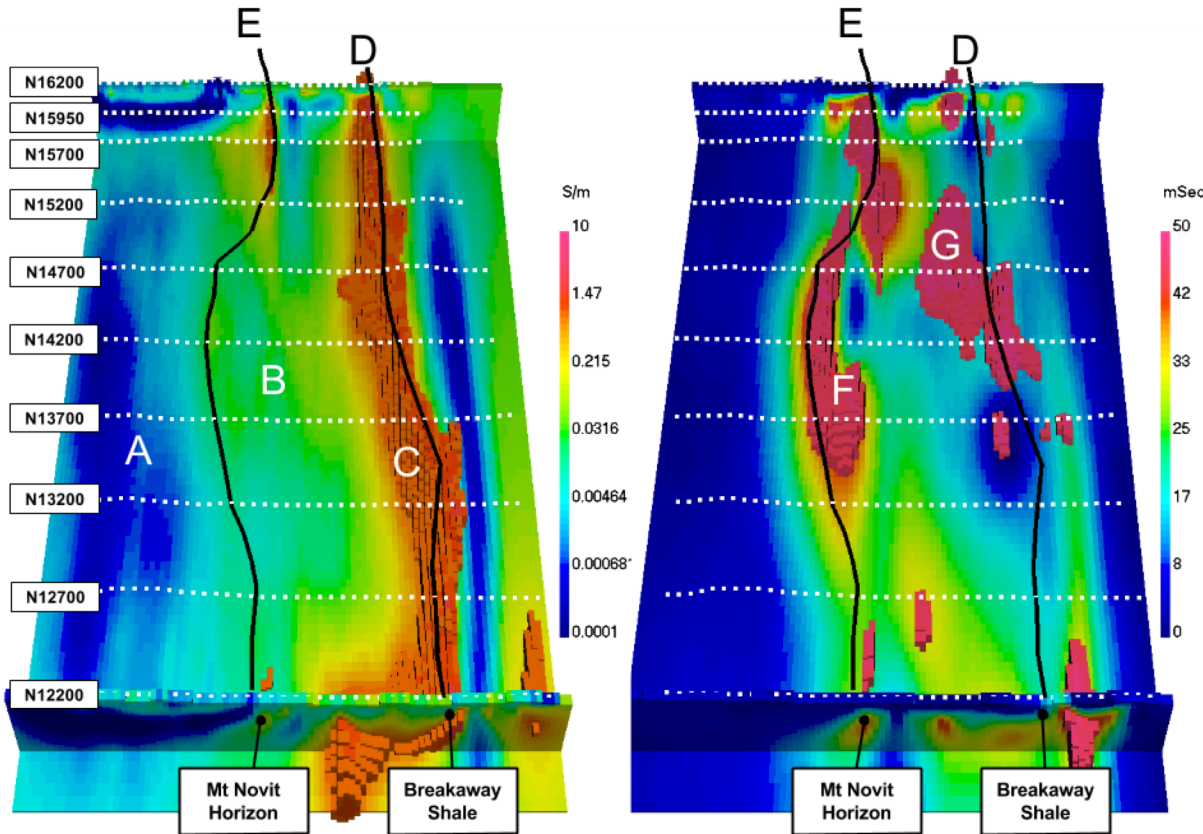 E
D
E
D
N16200
N15950
N15700
N15200
N14700
N14200
N13700
N13200
N12700
N12200
A
B
C
S/m
10
1.47
0.215
0.0316
0.00464
0.00068
0.0001
F
G
mSec
50
42
33
25
17
8
0
Mt Novit
Horizon
Breakaway
Shale
Mt Novit
Horizon
Breakaway
Shale